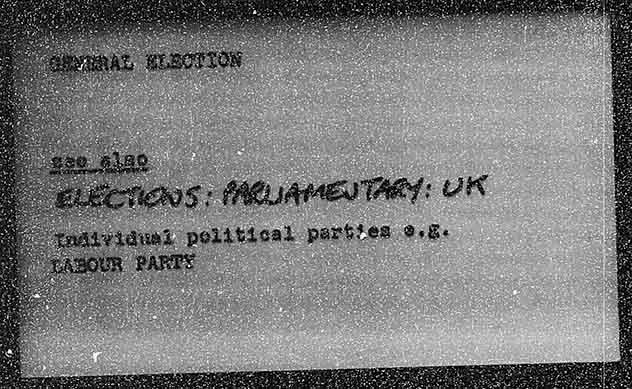 GENERAL ELECTION
see also
ELECTIONS: PARLIAMENTARY: UK
Individual political parties e.g.
LABOUR PARTY